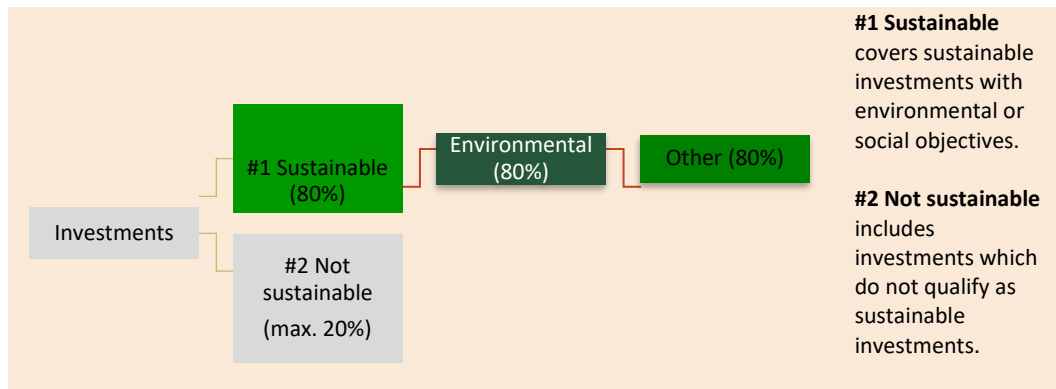 Investments
#1 Sustainable
(80%)
#2 Not
sustainable
(max. 20%)
Environmental
(80%)
Other (80%)
#1 Sustainable
covers sustainable
investments with
environmental or
social objectives.
#2 Not sustainable
includes
investments which
do not qualify as
sustainable
investments.